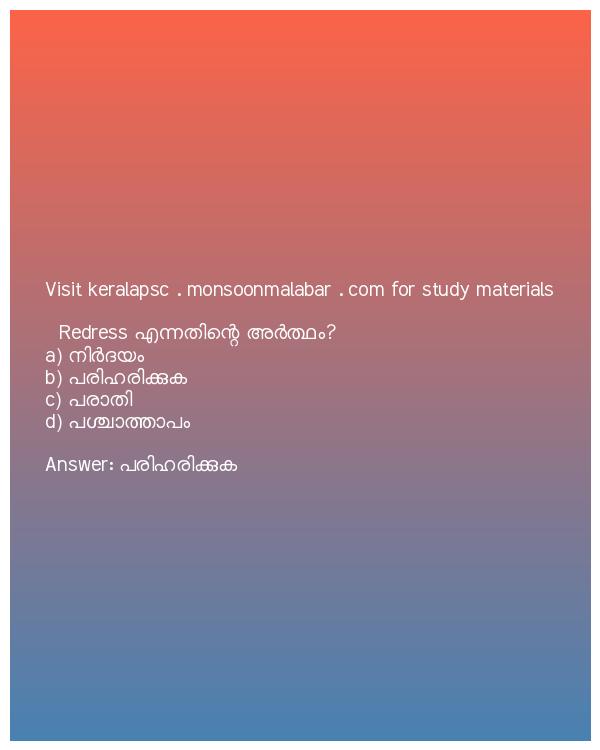 Visit keralapsc . monsoonmalabar . com for study materials
Redress എന്നതിന്റെ അർത്ഥം?
a) നിർദയം
b) പരിഹരിക്കുക
c) പരാതി
d) പശ്ചാത്താപം
Answer: പരിഹരിക്കുക